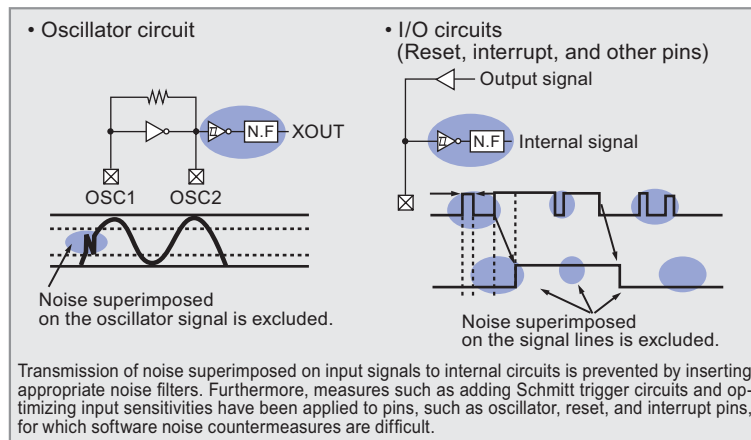 • Oscillator circuit
N.F
XOUT
OSC1
OSC2
Noise superimposed
on the oscillator signal is excluded.
• I/O circuits
(Reset, interrupt, and other pins)
Output signal
N.F
Internal signal
Noise superimposed
on the signal lines is excluded.
Transmission of noise superimposed on input signals to internal circuits is prevented by inserting
appropriate noise filters. Furthermore, measures such as adding Schmitt trigger circuits and op-
timizing input sensitivities have been applied to pins, such as oscillator, reset, and interrupt pins,
for which software noise countermeasures are difficult.